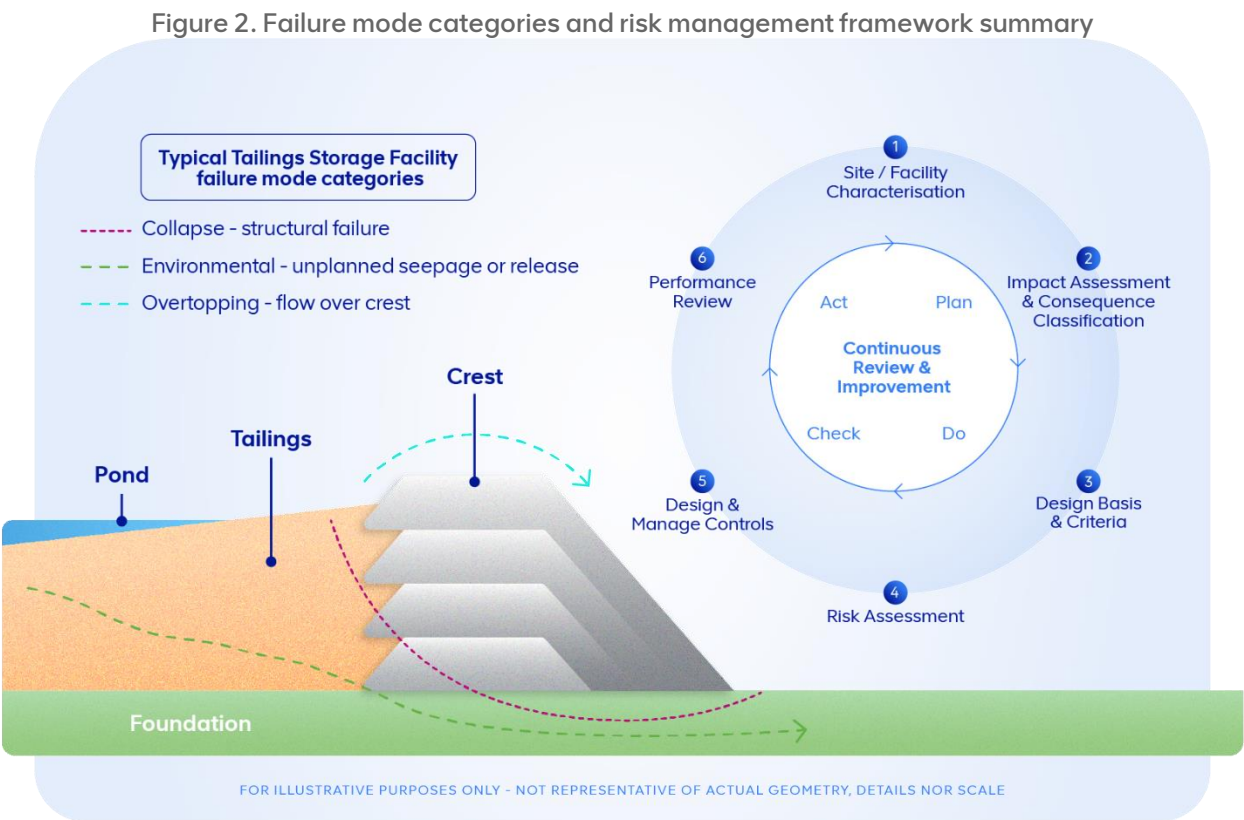 Figure 2. Failure mode categories and risk management framework summary
Typical Tailings Storage Facility
failure mode categories
Collapse - structural failure
Environmental - unplanned seepage or release
Overtopping - flow over crest
Crest
Tailings
Pond
Foundation
1
Site / Facility
Characterisation
2
Impact Assessment
& Consequence
Classification
3
Design Basis
& Criteria
4
Risk Assessment
5
Design &
Manage Controls
6
Performance
Review
Act
Plan
Continuous
Review &
Improvement
Check
Do
FOR ILLUSTRATIVE PURPOSES ONLY - NOT REPRESENTATIVE OF ACTUAL GEOMETRY, DETAILS NOR SCALE